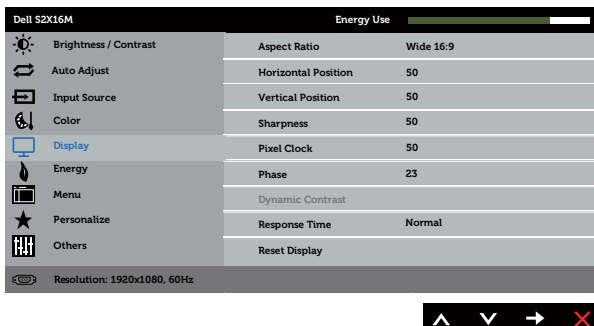 Dell S2X16M Energy Use
Brightness / Contrast
Auto Adjust
Input Source
Color
Display
Energy
Menu
Personalize
Others
Aspect Ratio Wide 16:9
Horizontal Position 50
Vertical Position 50
Sharpness 50
Pixel Clock 50
Phase 23
Dynamic Contrast
Response Time Normal
Reset Display
Resolution: 1920x1080, 60Hz